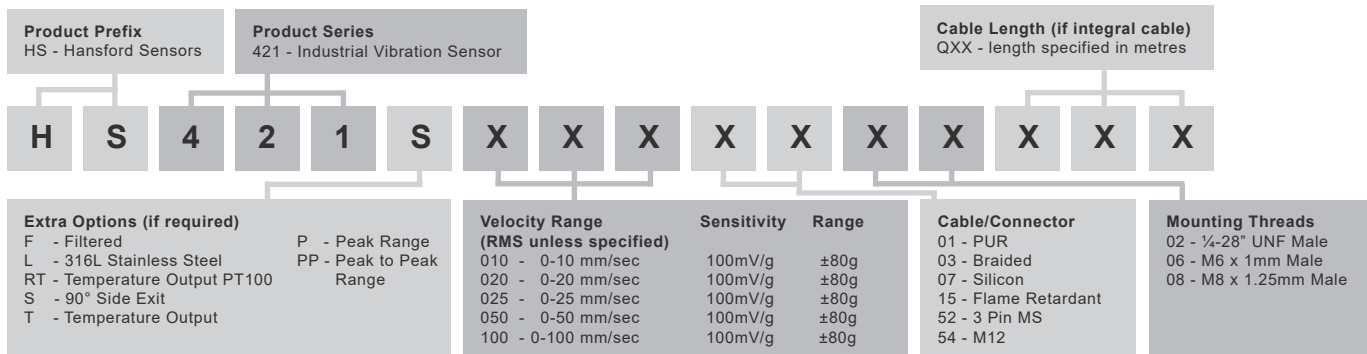 Product Prefix
HS - Hansford Sensors
Product Series
421 - Industrial Vibration Sensor
Cable Length (if integral cable)
QXX - length specified in metres
H S 4 2 1 S X X X X X X X X X X
Extra Options (if required)
F - Filtered
L - 316L Stainless Steel
RT - Temperature Output PT100
S - 90° Side Exit
T - Temperature Output
P - Peak Range
PP - Peak to Peak
Range
Velocity Range Sensitivity Range
(RMS unless specified)
010 - 0-10 mm/sec 100mV/g ±80g
020 - 0-20 mm/sec 100mV/g ±80g
025 - 0-25 mm/sec 100mV/g ±80g
050 - 0-50 mm/sec 100mV/g ±80g
100 - 0-100 mm/sec 100mV/g ±80g
Cable/Connector
01 - PUR
03 - Braided
07 - Silicon
15 - Flame Retardant
52 - 3 Pin MS
54 - M12
Mounting Threads
02 - ¼-28” UNF Male
06 - M6 x 1mm Male
08 - M8 x 1.25mm Male